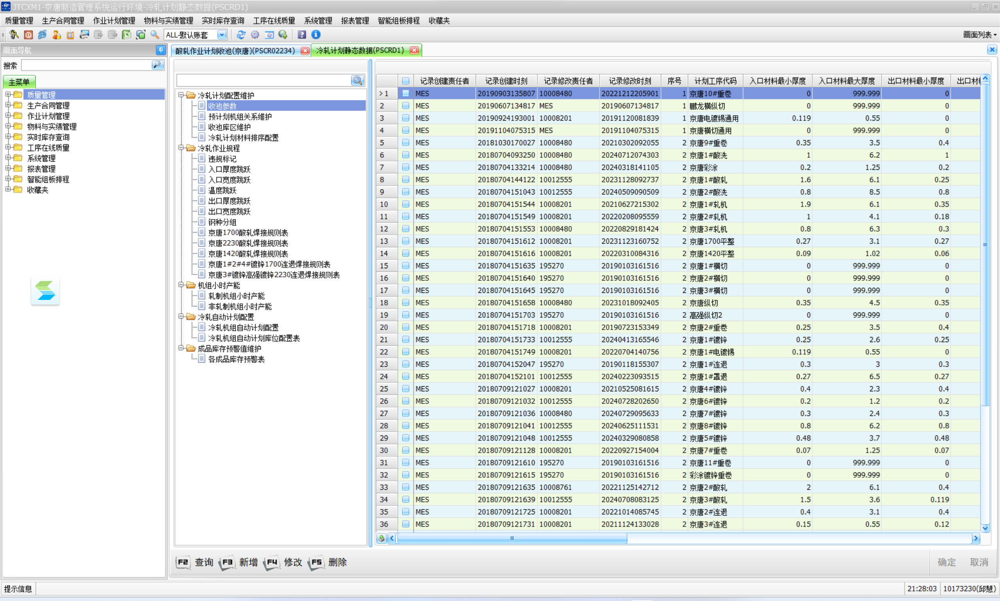 JTCXM1-京唐制造管理系统运行环境-冷轧计划静态数据(PSCRD1)
质量管理 生产合同管理 作业计划管理 物料与实绩管理 实时库存查询 工序在线质量 系统管理 报表管理 智能组板排程 收藏夹
ALL-默认账套 画面列表
画面导航
搜索
主菜单
质量管理
生产合同管理
作业计划管理
物料与实绩管理
实时库存查询
工序在线质量
系统管理
报表管理
智能组板排程
收藏夹
酸轧作业计划收池(京唐)(PSCR02234) 冷轧计划静态数据(PSCRD1)
冷轧计划配置维护
收池参数
预计划机组关系维护
收池库区维护
冷轧计划材料排序配置
冷轧作业规程
违规标记
入口厚度跳跃
入口宽度跳跃
温度跳跃
出口厚度跳跃
出口宽度跳跃
钢种分组
京唐1700酸轧焊接规则表
京唐2230酸轧焊接规则表
京唐1420酸轧焊接规则表
京唐1#2#4#镀锌1700连退焊接规则表
京唐3#镀锌高强镀锌2230连退焊接规则表
机组小时产能
轧制机组小时产能
非轧制机组小时产能
冷轧自动计划配置
冷轧机组自动计划配置
冷轧机组自动计划库位配置表
成品库存预警值维护
各成品库存预警表
记录创建责任者 记录创建时刻 记录修改责任者 记录修改时刻 序号 计划工序代码 入口材料最小厚度 入口材料最大厚度 出口材料最小厚度 出口材
1 MES 20190903135807 10008480 20221212205901 1 京唐10#重卷 0 999.999 0
2 MES 20190607134817 MES 20190607134817 1 鹏龙横纵切 0 999.999 0
3 MES 20190924193001 10008201 20191120081839 1 京唐电镀锡通用 0.119 0.55 0
4 MES 20191104075315 MES 20191104075315 1 京唐横切通用 0 999.999 0
5 MES 20181030170027 10008480 20210302092055 2 京唐9#重卷 0.35 3.5 0.4
6 MES 20180704093250 10008480 20240712074303 2 京唐1#酸洗 1 6.2 1
7 MES 20180704133214 10008480 20240318141105 2 京唐彩涂 0.2 1.25 0.2
8 MES 20180704144122 10012555 20231128092737 2 京唐1#酸轧 1.6 6.1 0.25
9 MES 20180704151043 10012555 20240509090509 2 京唐2#酸洗 0.8 8.5 0.8
10 MES 20180704151544 10008201 20210627215302 2 京唐1#轧机 1.9 6.1 0.35
11 MES 20180704151549 10008201 20220208095559 2 京唐2#轧机 1 4.1 0.18
12 MES 20180704151553 10008480 20220829181424 2 京唐3#轧机 0.8 6.3 0.3
13 MES 20180704151612 10008201 20231123160752 2 京唐1700平整 0.27 3.1 0.27
14 MES 20180704151616 10008201 20220310084316 2 京唐1420平整 0.09 1.02 0.06
15 MES 20180704151635 195270 20190103161516 2 京唐1#横切 0 999.999 0
16 MES 20180704151640 195270 20190103161516 2 京唐2#横切 0 999.999 0
17 MES 20180704151645 195270 20190103161516 2 京唐3#横切 0 999.999 0
18 MES 20180704151658 10008480 20231018092405 2 京唐纵切 0.35 4.5 0.35
19 MES 20180704151703 195270 20190103161516 2 高强纵切2 0 999.999 0
20 MES 20180704151718 10008201 20190723153349 2 京唐2#重卷 0.25 3.5 0.4
21 MES 20180704151733 10012555 20240413165546 2 京唐1#镀锌 0.25 2.6 0.25
22 MES 20180704151749 10008201 20220704140756 2 京唐1#电镀锡 0.119 0.55 0
23 MES 20180704152047 195270 20190118155307 2 京唐1#连退 0.3 3 0.3
24 MES 20180704152101 10012555 20240223093515 2 京唐1#罩退 0.27 6.5 0.27
25 MES 20180709121027 10008201 20210525081615 2 京唐4#镀锌 0.4 2.3 0.4
26 MES 20180709121032 10012555 20240728202650 2 京唐6#镀锌 0.2 1.2 0.2
27 MES 20180709121036 10008480 20240729095633 2 京唐7#镀锌 0.3 2.4 0.3
28 MES 20180709121041 10012555 20240625111531 2 京唐8#镀锌 0.8 6.2 0.8
29 MES 20180709121048 10012555 20240329080858 2 京唐5#镀锌 0.48 3.7 0.48
30 MES 20180709121128 10008201 20220927154004 2 京唐7#重卷 0.07 1.25 0.07
31 MES 20180709121610 195270 20190103161516 2 京唐11#重卷 0 999.999 0
32 MES 20180709121615 195270 20190103161516 2 彩涂镀锌重卷 0 999.999 0
33 MES 20180709121635 10008761 20221125142712 2 京唐2#酸轧 2 6.1 0.4
34 MES 20180709121639 10012555 20240708083125 2 京唐3#酸轧 1.5 3.6 0.119
35 MES 20180709121725 10008201 20221014085745 2 京唐2#连退 0.4 3.1 0.4
36 MES 20180709121731 10008201 20211124133028 2 京唐3#连退 0.15 0.55 0.12
F2 查询 F3 新增 F4 修改 F5 删除 确定 取消
提示信息 21:28:03 10173230(邱慧)